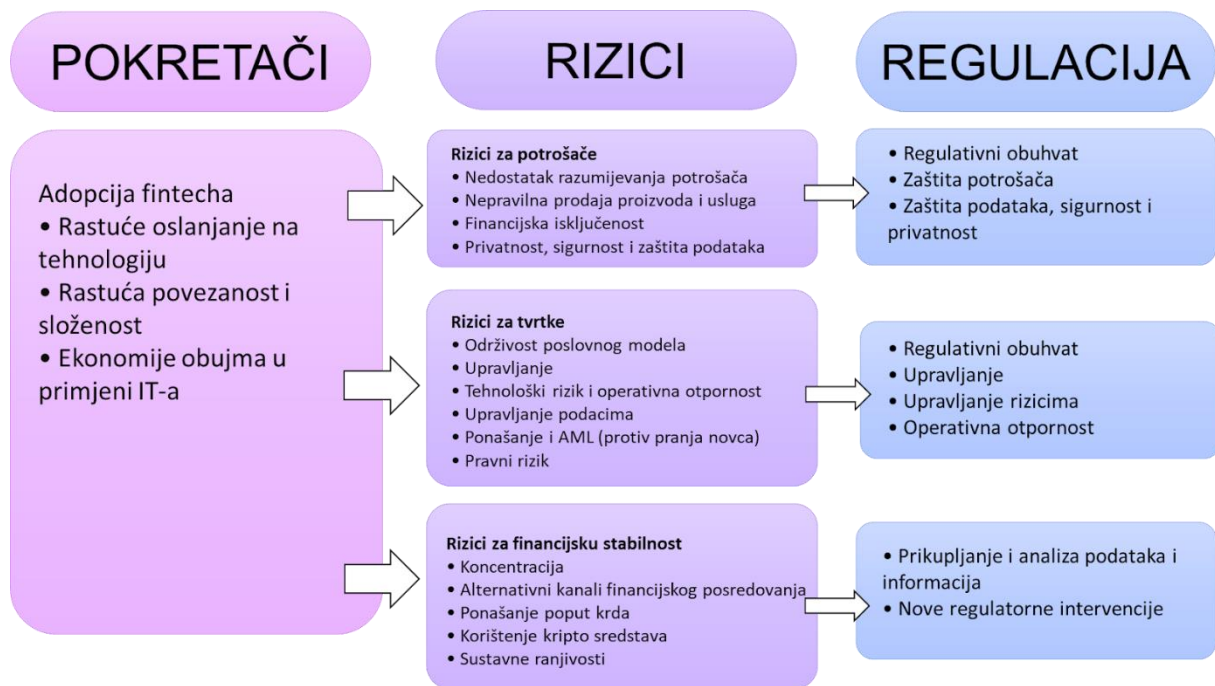 POKRETAČI
RIZICI
REGULACIJA
Adopcija fintecha
• Rastuće oslanjanje na
tehnologiju
• Rastuća povezanost i
složenost
• Ekonomije obujma u
primjeni IT-a
Rizici za potrošače
• Nedostatak razumijevanja potrošača
• Nepravilna prodaja proizvoda i usluga
• Financijska isključenost
• Privatnost, sigurnost i zaštita podataka
• Regulativni obuhvat
• Zaštita potrošača
• Zaštita podataka, sigurnost i
privatnost
Rizici za tvrtke
• Održivost poslovnog modela
• Upravljanje
• Tehnološki rizik i operativna otpornost
• Upravljanje podacima
• Ponašanje i AML (protiv pranja novca)
• Pravni rizik
• Regulativni obuhvat
• Upravljanje
• Upravljanje rizicima
• Operativna otpornost
Rizici za financijsku stabilnost
• Koncentracija
• Alternativni kanali financijskog posredovanja
• Ponašanje poput krda
• Korištenje kripto sredstava
• Sustavne ranjivosti
• Prikupljanje i analiza podataka i
informacija
• Nove regulatorne intervencije